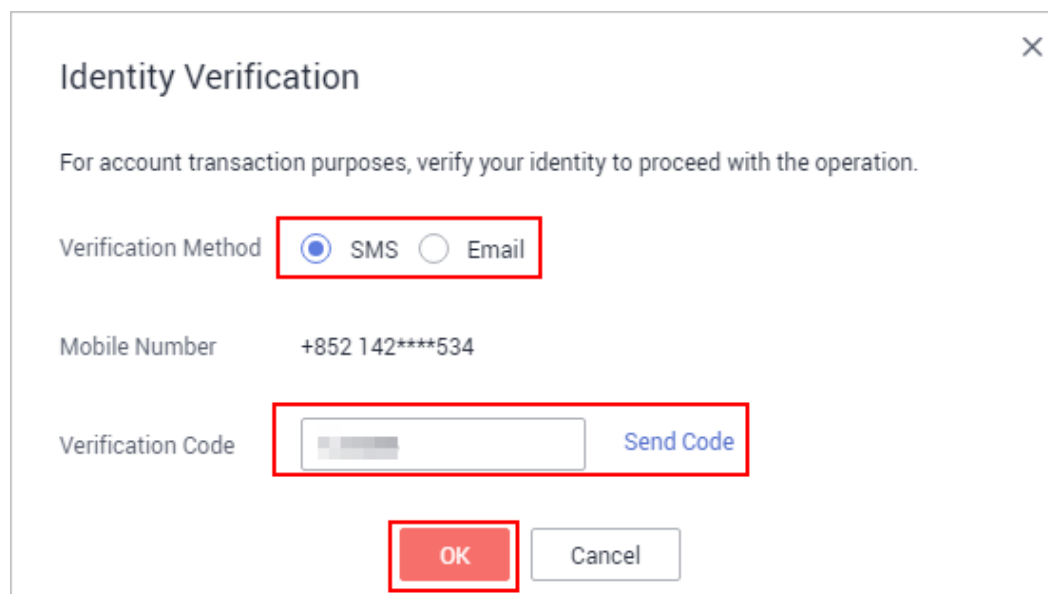 Identity Verification
For account transaction purposes, verify your identity to proceed with the operation.
Verification Method SMS Email
Mobile Number +852 142****534
Verification Code Send Code
OK Cancel